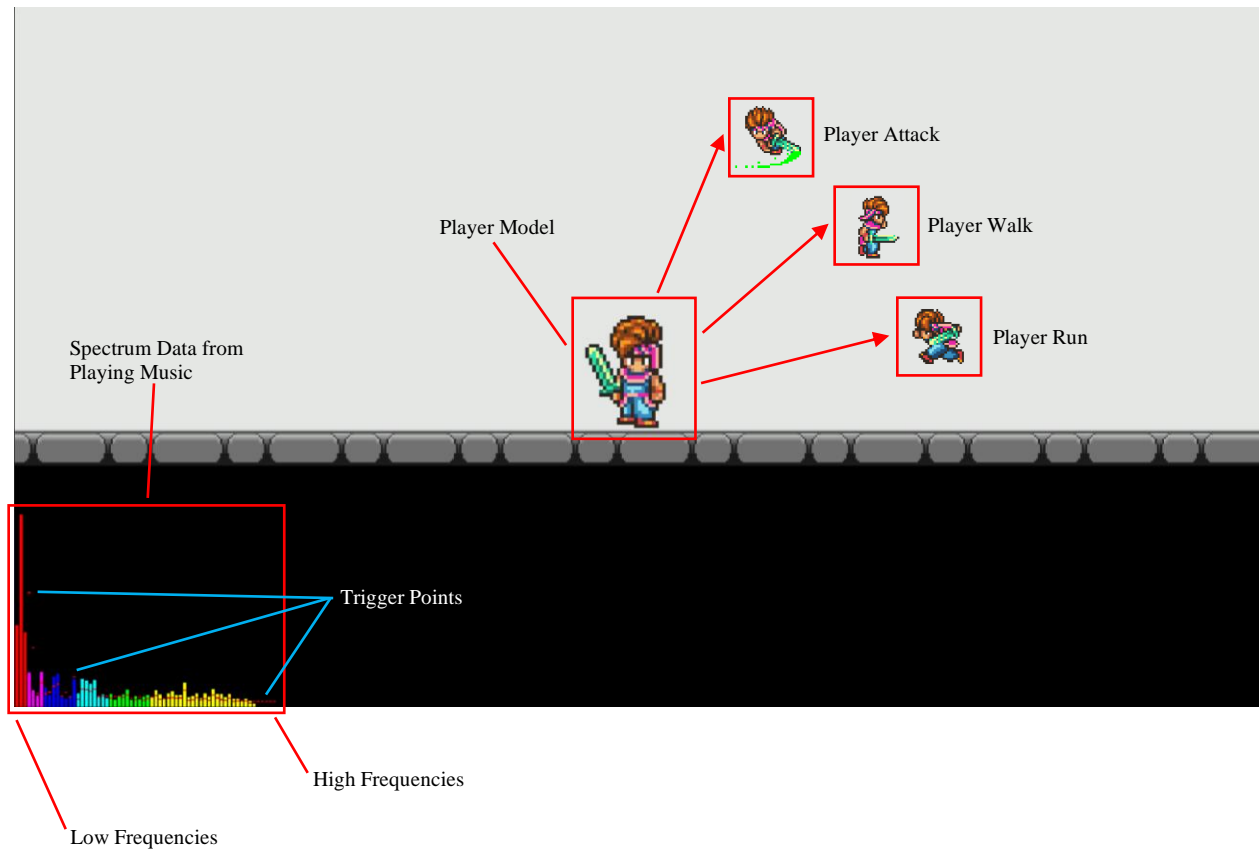 Player Attack
Player Walk
Player Model
Player Run
Spectrum Data from
Playing Music
Trigger Points
High Frequencies
Low Frequencies